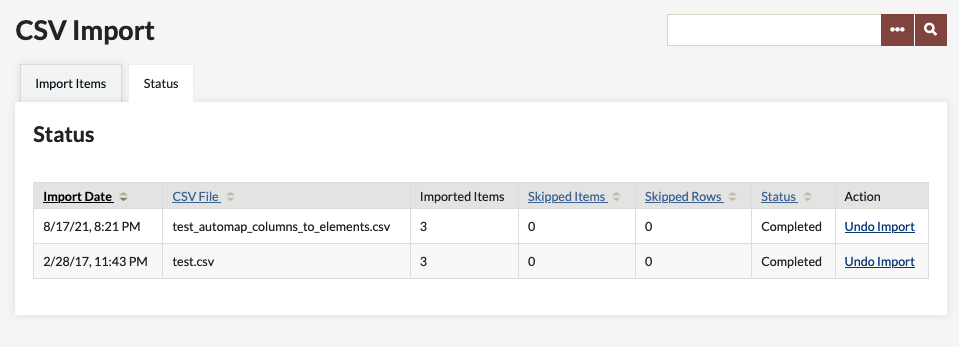 CSV Import
Import Items Status
Status
Import Date CSV File Imported Items Skipped Items Skipped Rows Status Action
8/17/21, 8:21 PM test_automap_columns_to_elements.csv 3 0 0 Completed Undo Import
2/28/17, 11:43 PM test.csv 3 0 0 Completed Undo Import